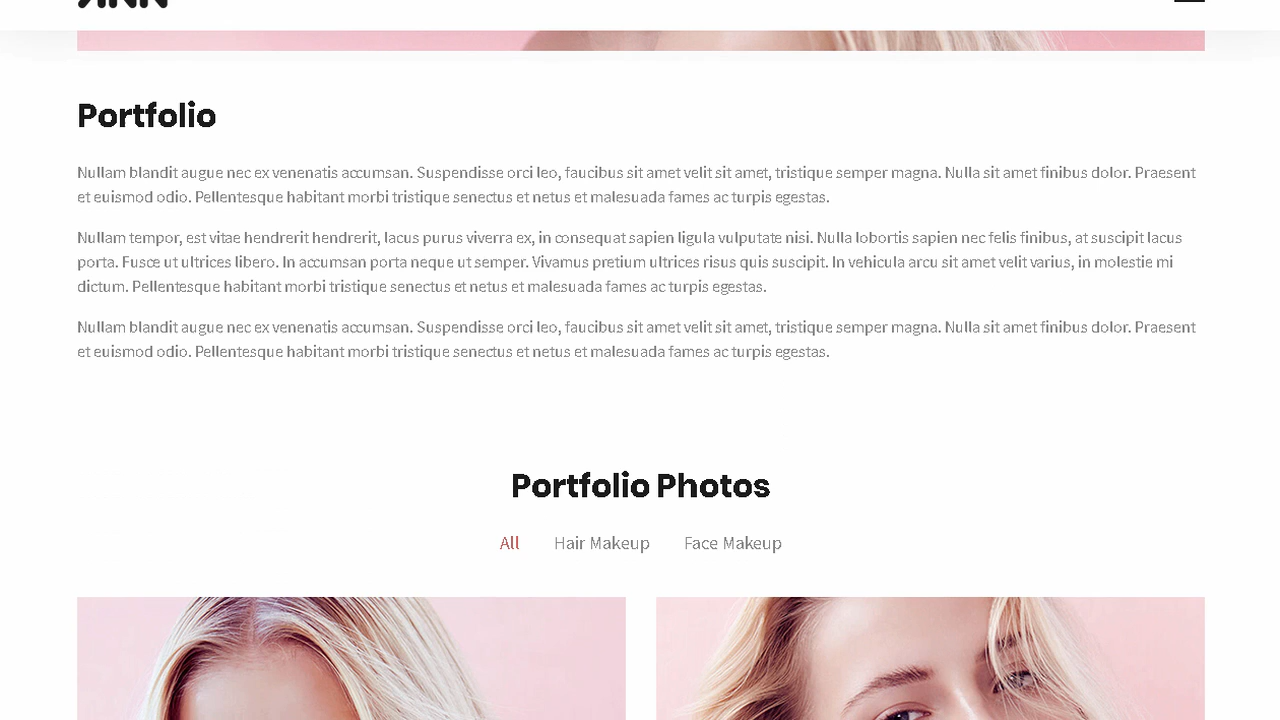 Portfolio
Nullam blandit augue nec ex venenatis accumsan. Suspendisse orci leo, faucibus sit amet velit sit amet, tristique semper magna. Nulla sit amet finibus dolor. Praesent
et euismod odio. Pellentesque habitant morbi tristique senectus et netus et malesuada fames ac turpis egestas.
Nullam tempor, est vitae hendrerit hendrerit, lacus purus viverra ex, in consequat sapien ligula vulputate nisi. Nulla lobortis sapien nec felis finibus, at suscipit lacus
porta. Fusce ut ultrices libero. In accumsan porta neque ut semper. Vivamus pretium ultrices risus quis suscipit. In vehicula arcu sit amet velit varius, in molestie mi
dictum. Pellentesque habitant morbi tristique senectus et netus et malesuada fames ac turpis egestas.
Nullam blandit augue nec ex venenatis accumsan. Suspendisse orci leo, faucibus sit amet velit sit amet, tristique semper magna. Nulla sit amet finibus dolor. Praesent
et euismod odio. Pellentesque habitant morbi tristique senectus et netus et malesuada fames ac turpis egestas.
Portfolio Photos
All Hair Makeup Face Makeup